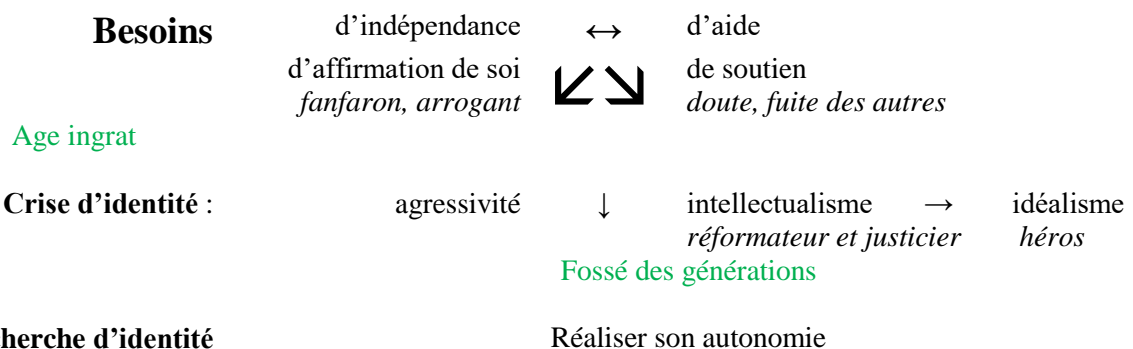 Besoins d’indépendance ↔ d’aide
d’affirmation de soi de soutien
fanfaron, arrogant doute, fuite des autres
Age ingrat
Crise d’identité : agressivité ↓ intellectualisme → idéalisme
réformateur et justicier héros
Fossé des générations
herche d’identité Réaliser son autonomie